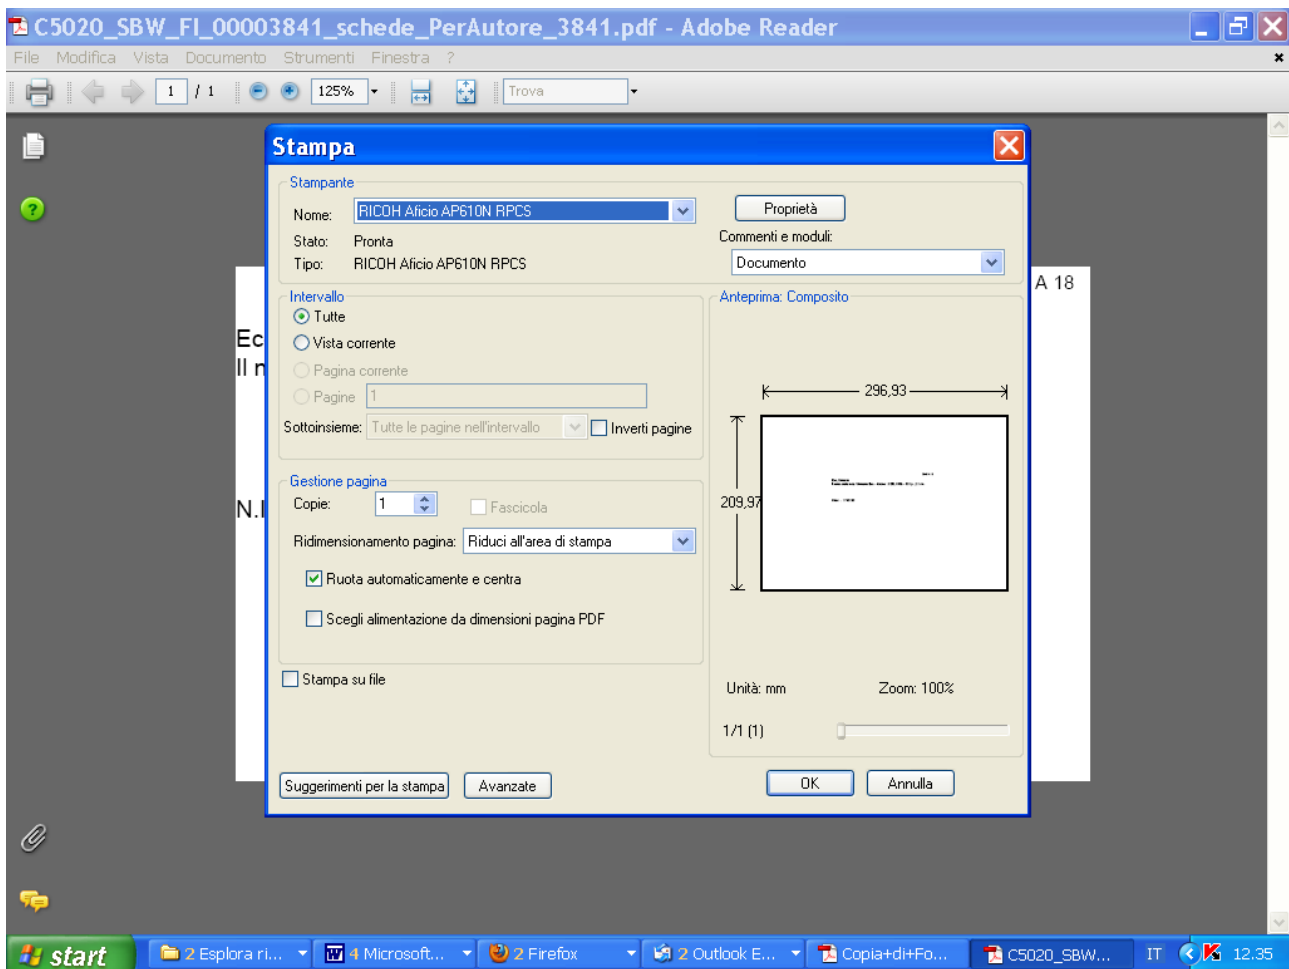 C5020_SBW_FI_00003841_schede_PerAutore_3841.pdf - Adobe Reader
File Modifica Vista Documento Strumenti Finestra ?
1 / 1 125% Trova
Stampa
Stampante
Nome: RICOH Aficio AP610N RPCS Proprietà
Stato: Pronta Commenti e moduli:
Tipo: RICOH Aficio AP610N RPCS Documento
A 18
Intervallo Anteprima: Composito
Tutte
Ec
Vista corrente
Il n
Pagina corrente
Pagine 1
296,93
Sottoinsieme: Tutte le pagine nell'intervallo Inverti pagine
Gestione pagina
N.I
Copie: 1 Fascicola
209,97
Ridimensionamento pagina: Riduci all'area di stampa
Ruota automaticamente e centra
Scegli alimentazione da dimensioni pagina PDF
Stampa su file
Unità: mm Zoom: 100%
1/1 (1)
Suggerimenti per la stampa Avanzate OK Annulla
start 2 Esplora ri... 4 Microsoft... 2 Firefox 2 Outlook E... Copia+di+Fo... C5020_SBW... IT 12.35